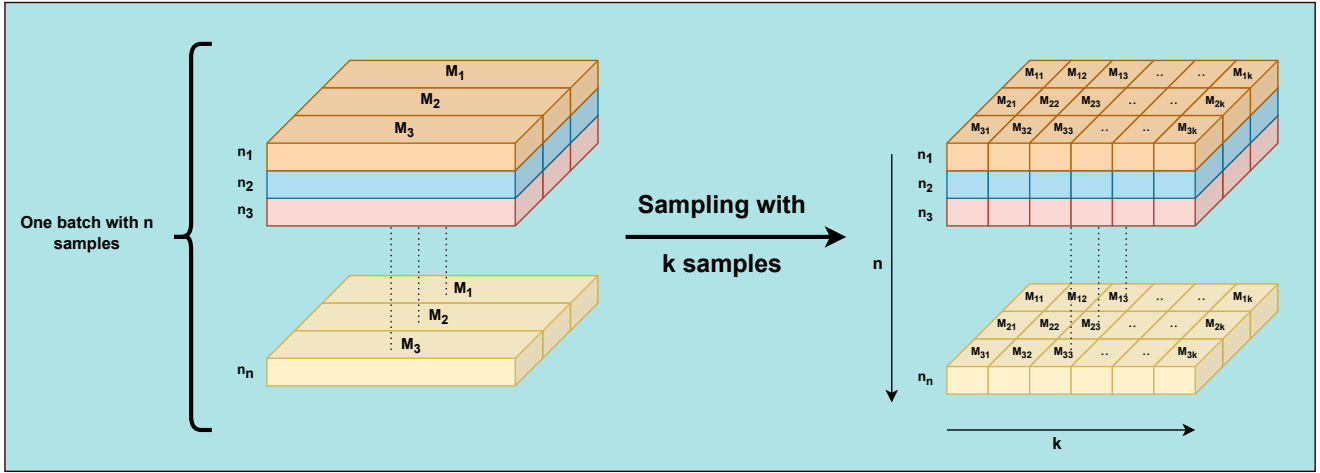 One batch with n
samples
M1
M2
M3
n1
n2
n3
M1
M2
M3
nn
Sampling with
k samples
M11 M12 M13 .. .. M1k
M21 M22 M23 .. .. M2k
M31 M32 M33 .. .. M3k
n1
n2
n3
n
M11 M12 M13 .. .. M1k
M21 M22 M23 .. .. M2k
M31 M32 M33 .. .. M3k
nn
k